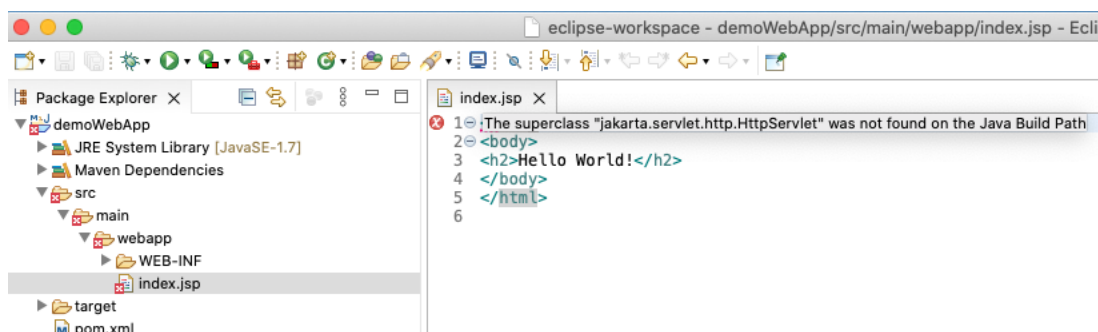 eclipse-workspace - demoWebApp/src/main/webapp/index.jsp - Ecli
Package Explorer
demoWebApp
JRE System Library [JavaSE-1.7]
Maven Dependencies
src
main
webapp
WEB-INF
index.jsp
target
pom.xml
index.jsp
1 The superclass "jakarta.servlet.http.HttpServlet" was not found on the Java Build Path
2 <body>
3 <h2>Hello World!</h2>
4 </body>
5 </html>
6